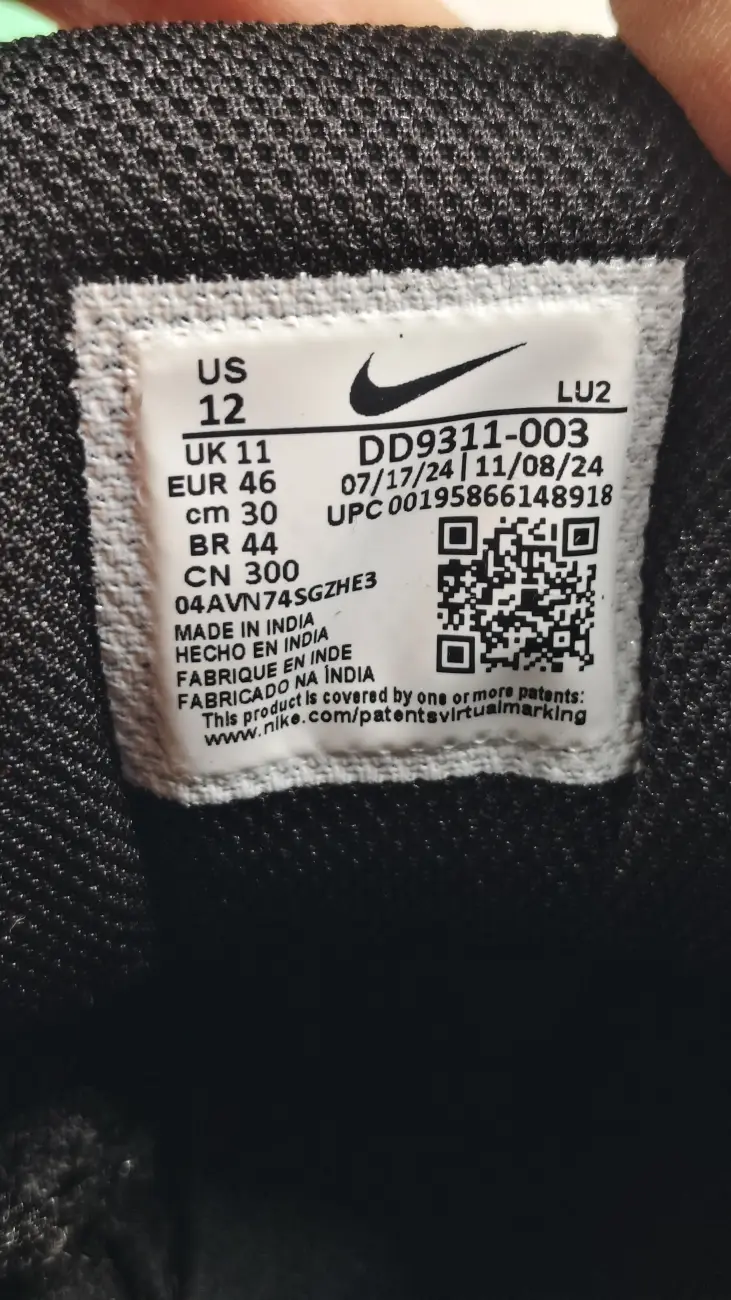 US
12
LU2
UK 11
EUR 46
cm 30
BR 44
CN 300
DD9311-003
07/17/24 | 11/08/24
UPC 00195866148918
04AVN74SGZHE3
MADE IN INDIA
HECHO EN INDIA
FABRIQUE EN INDE
FABRICADO NA ÍNDIA
This product is covered by one or more patents:
www.nike.com/patentsvirtualmarking